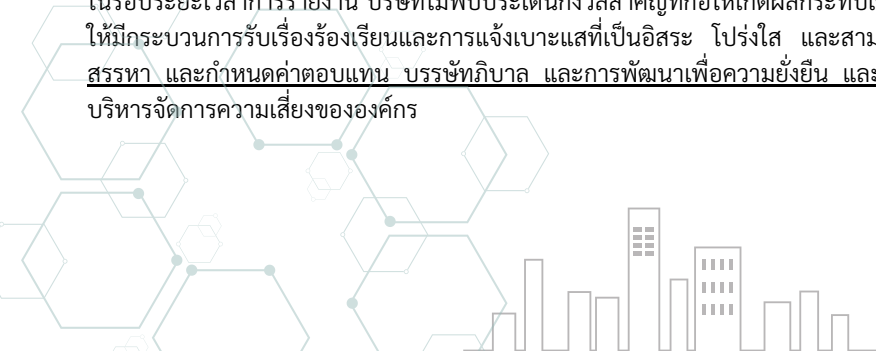 ในรอบระยะเวลาการรายงาน บริษัทไม่พบประเด็นกังวลสำคัญที่ก่อให้เกิดผลกระทบเ
ให้มีกระบวนการรับเรื่องร้องเรียนและการแจ้งเบาะแสที่เป็นอิสระ โปร่งใส และสาม
สรรหา และกำหนดค่าตอบแทน บรรษัทภิบาล และการพัฒนาเพื่อความยั่งยืน และ
บริหารจัดการความเสี่ยงขององค์กร